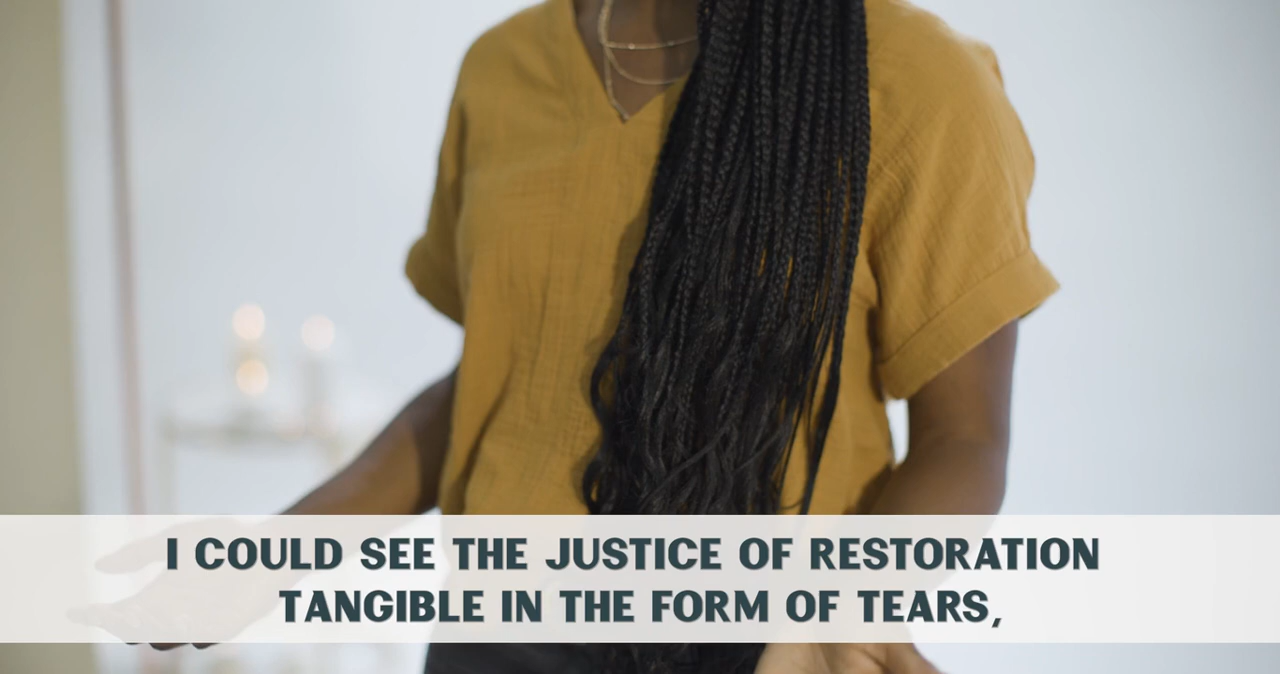 I COULD SEE THE JUSTICE OF RESTORATION
TANGIBLE IN THE FORM OF TEARS,